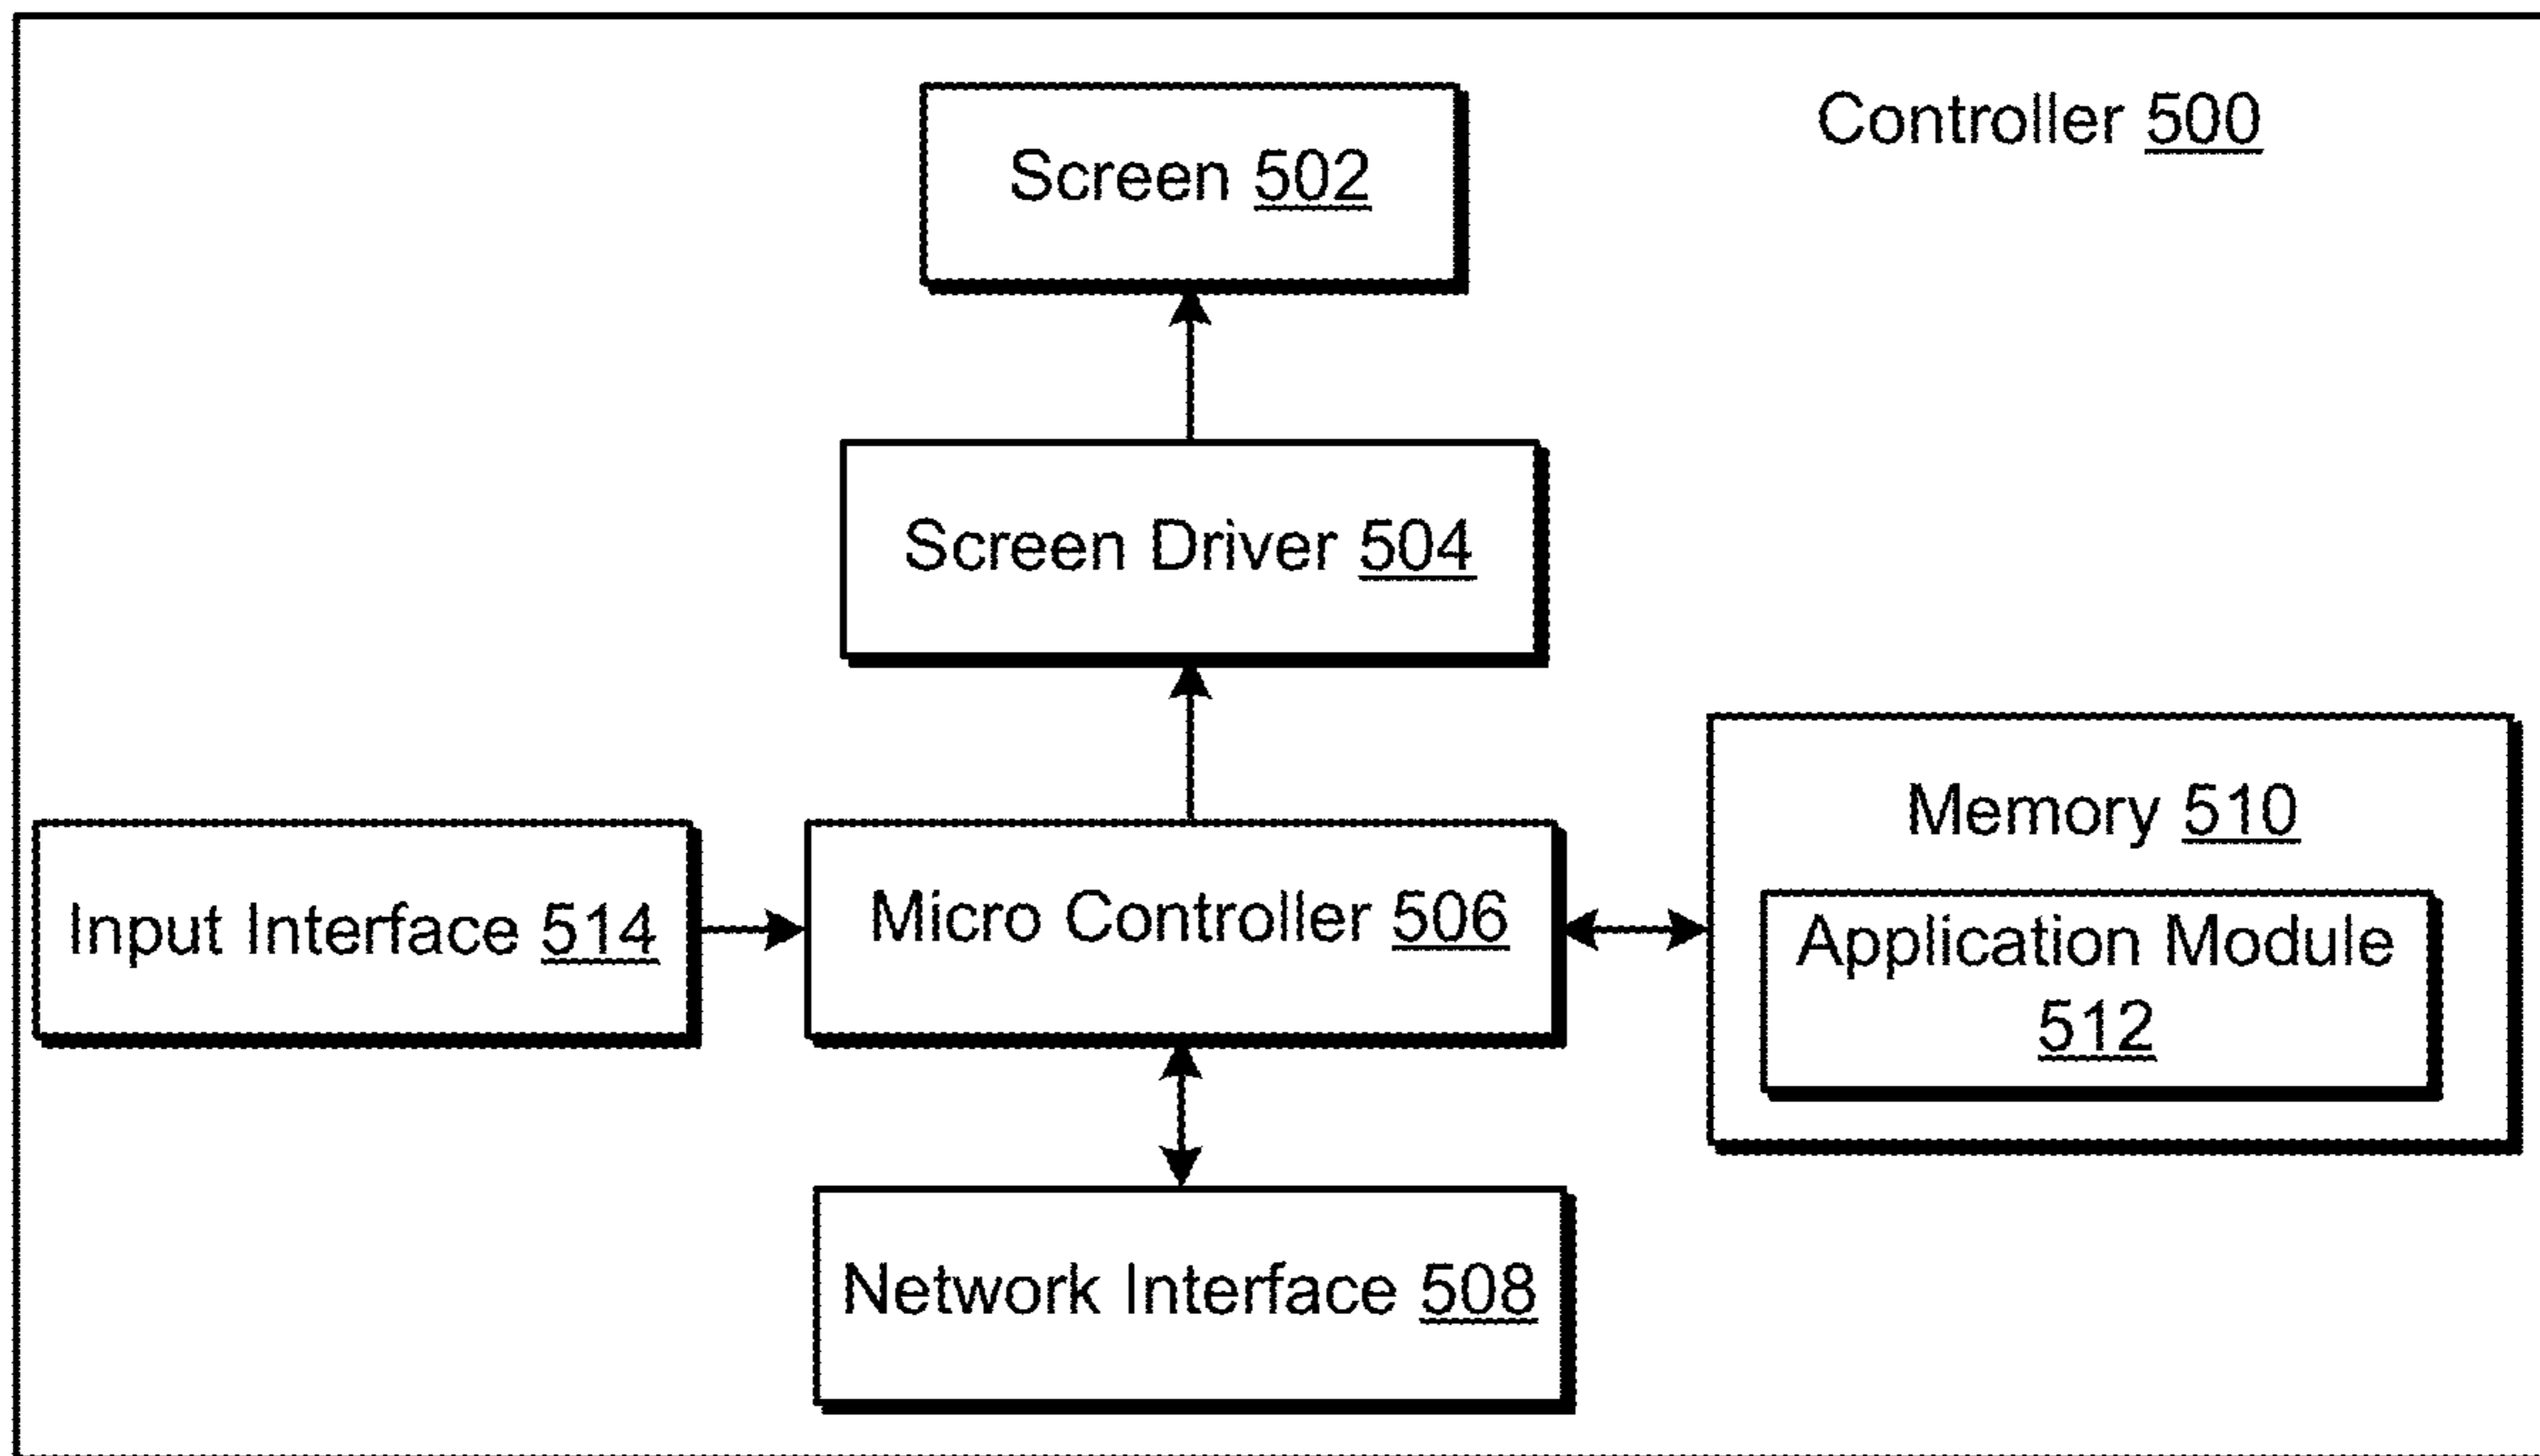 Controller 500
Screen 502
Screen Driver 504
Memory 510
Input Interface 514
Micro Controller 506
Application Module
512
Network Interface 508